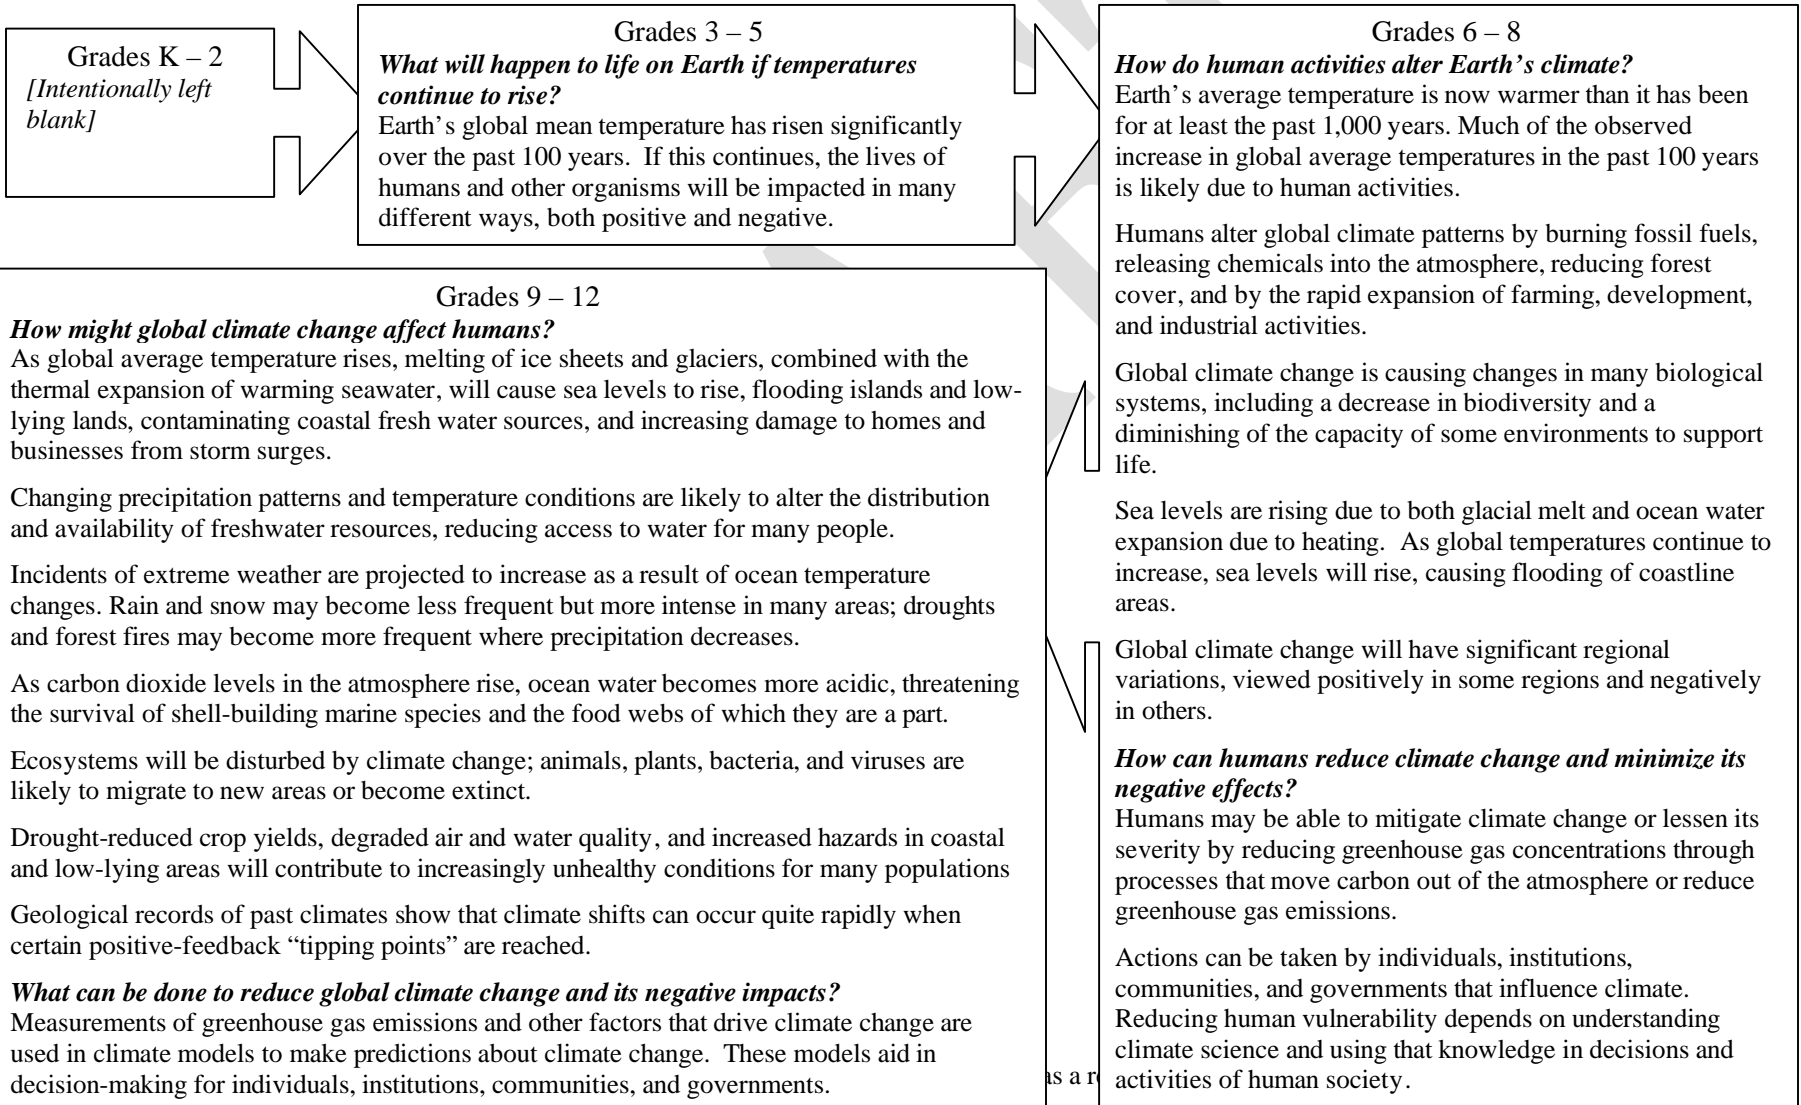 Grades K – 2
[Intentionally left
blank]
Grades 3 – 5
What will happen to life on Earth if temperatures
continue to rise?
Earth's global mean temperature has risen significantly
over the past 100 years.  If this continues, the lives of
humans and other organisms will be impacted in many
different ways, both positive and negative.
Grades 6 – 8
How do human activities alter Earth's climate?
Earth's average temperature is now warmer than it has been
for at least the past 1,000 years. Much of the observed
increase in global average temperatures in the past 100 years
is likely due to human activities.
Humans alter global climate patterns by burning fossil fuels,
releasing chemicals into the atmosphere, reducing forest
cover, and by the rapid expansion of farming, development,
and industrial activities.
Global climate change is causing changes in many biological
systems, including a decrease in biodiversity and a
diminishing of the capacity of some environments to support
life.
Sea levels are rising due to both glacial melt and ocean water
expansion due to heating.  As global temperatures continue to
increase, sea levels will rise, causing flooding of coastline
areas.
Global climate change will have significant regional
variations, viewed positively in some regions and negatively
in others.
How can humans reduce climate change and minimize its
negative effects?
Humans may be able to mitigate climate change or lessen its
severity by reducing greenhouse gas concentrations through
processes that move carbon out of the atmosphere or reduce
greenhouse gas emissions.
Actions can be taken by individuals, institutions,
communities, and governments that influence climate.
Reducing human vulnerability depends on understanding
climate science and using that knowledge in decisions and
activities of human society.
Grades 9 – 12
How might global climate change affect humans?
As global average temperature rises, melting of ice sheets and glaciers, combined with the
thermal expansion of warming seawater, will cause sea levels to rise, flooding islands and low-
lying lands, contaminating coastal fresh water sources, and increasing damage to homes and
businesses from storm surges.
Changing precipitation patterns and temperature conditions are likely to alter the distribution
and availability of freshwater resources, reducing access to water for many people.
Incidents of extreme weather are projected to increase as a result of ocean temperature
changes. Rain and snow may become less frequent but more intense in many areas; droughts
and forest fires may become more frequent where precipitation decreases.
As carbon dioxide levels in the atmosphere rise, ocean water becomes more acidic, threatening
the survival of shell-building marine species and the food webs of which they are a part.
Ecosystems will be disturbed by climate change; animals, plants, bacteria, and viruses are
likely to migrate to new areas or become extinct.
Drought-reduced crop yields, degraded air and water quality, and increased hazards in coastal
and low-lying areas will contribute to increasingly unhealthy conditions for many populations
Geological records of past climates show that climate shifts can occur quite rapidly when
certain positive-feedback "tipping points" are reached.
What can be done to reduce global climate change and its negative impacts?
Measurements of greenhouse gas emissions and other factors that drive climate change are
used in climate models to make predictions about climate change.  These models aid in
decision-making for individuals, institutions, communities, and governments.
as a